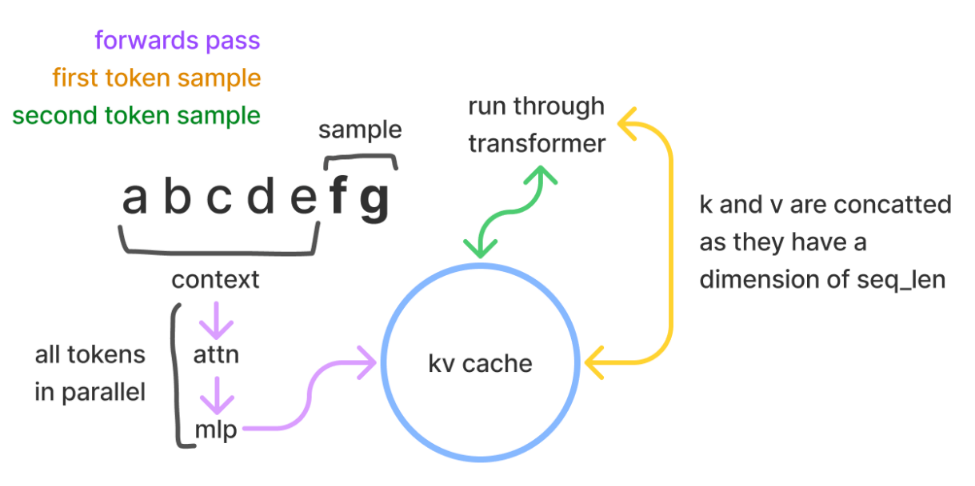 forwards pass
first token sample
second token sample
sample
a b c d e f g
context
all tokens
in parallel
attn
mlp
kv cache
run through
transformer
k and v are concatted
as they have a
dimension of seq_len